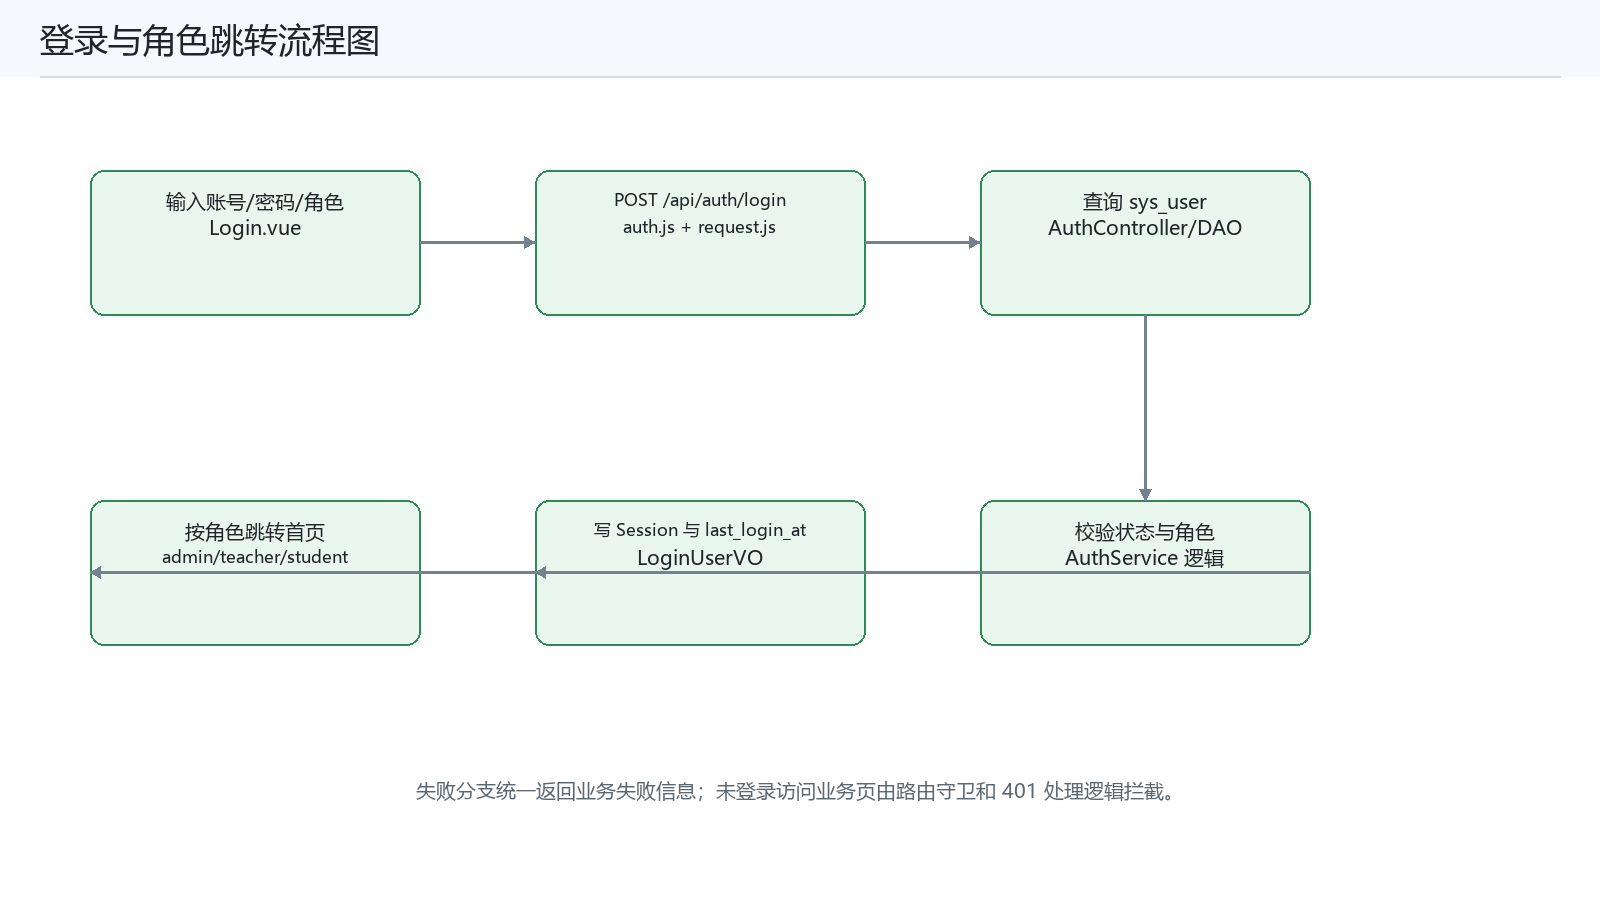 登录与角色跳转流程图
输入账号/密码/角色
Login.vue
POST /api/auth/login
auth.js + request.js
查询 sys_user
AuthController/DAO
按角色跳转首页
admin/teacher/student
写 Session 与 last_login_at
LoginUserVO
校验状态与角色
AuthService 逻辑
失败分支统一返回业务失败信息；未登录访问业务页由路由守卫和 401 处理逻辑拦截。